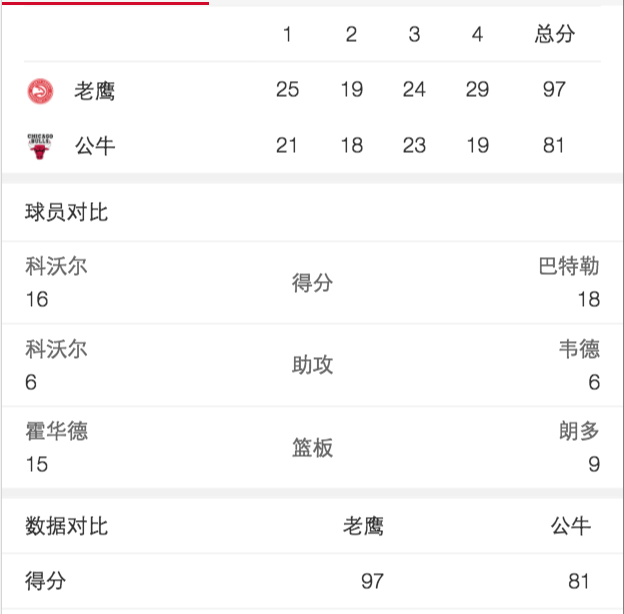 1 2 3 4 总分
老鹰 25 19 24 29 97
CHICAGO
BULLS
公牛 21 18 23 19 81
球员对比
科沃尔 巴特勒
得分
16 18
科沃尔 韦德
助攻
6 6
霍华德 朗多
篮板
15 9
数据对比 老鹰 公牛
得分 97 81